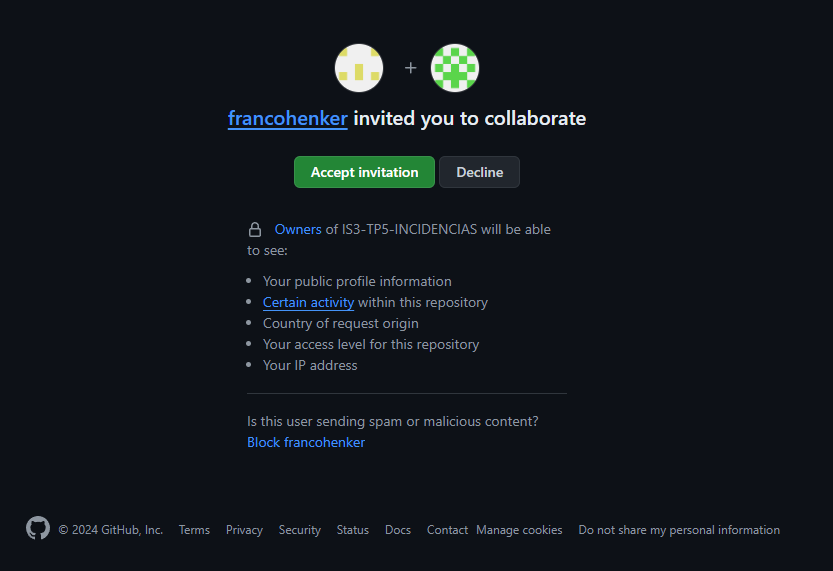 +
francohenker invited you to collaborate
Accept invitation Decline
Owners of IS3-TP5-INCIDENCIAS will be able
to see:
• Your public profile information
• Certain activity within this repository
• Country of request origin
• Your access level for this repository
• Your IP address
Is this user sending spam or malicious content?
Block francohenker
© 2024 GitHub, Inc. Terms Privacy Security Status Docs Contact Manage cookies Do not share my personal information